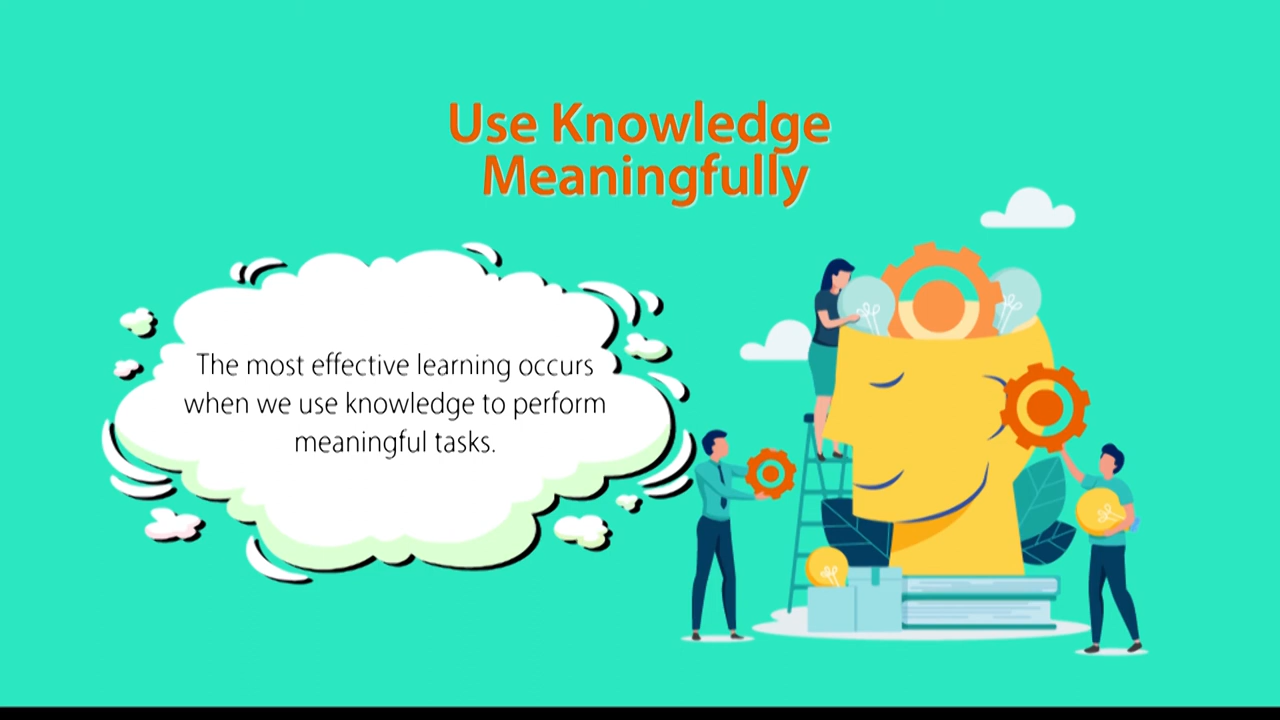 Use Knowledge
Meaningfully
The most effective learning occurs
when we use knowledge to perform
meaningful tasks.